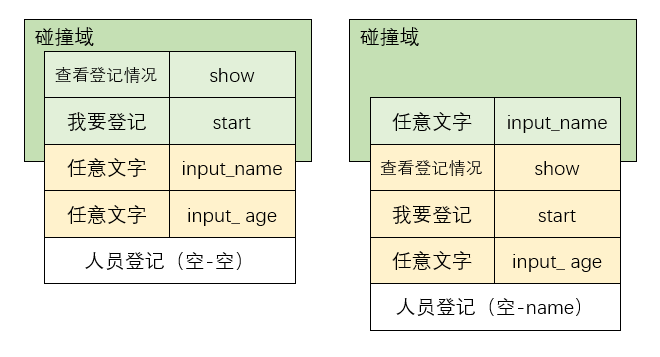 碰撞域
查看登记情况 show
我要登记 start
任意文字 input_name
任意文字 input_ age
人员登记（空-空）
碰撞域
任意文字 input_name
查看登记情况 show
我要登记 start
任意文字 input_ age
人员登记（空-name）